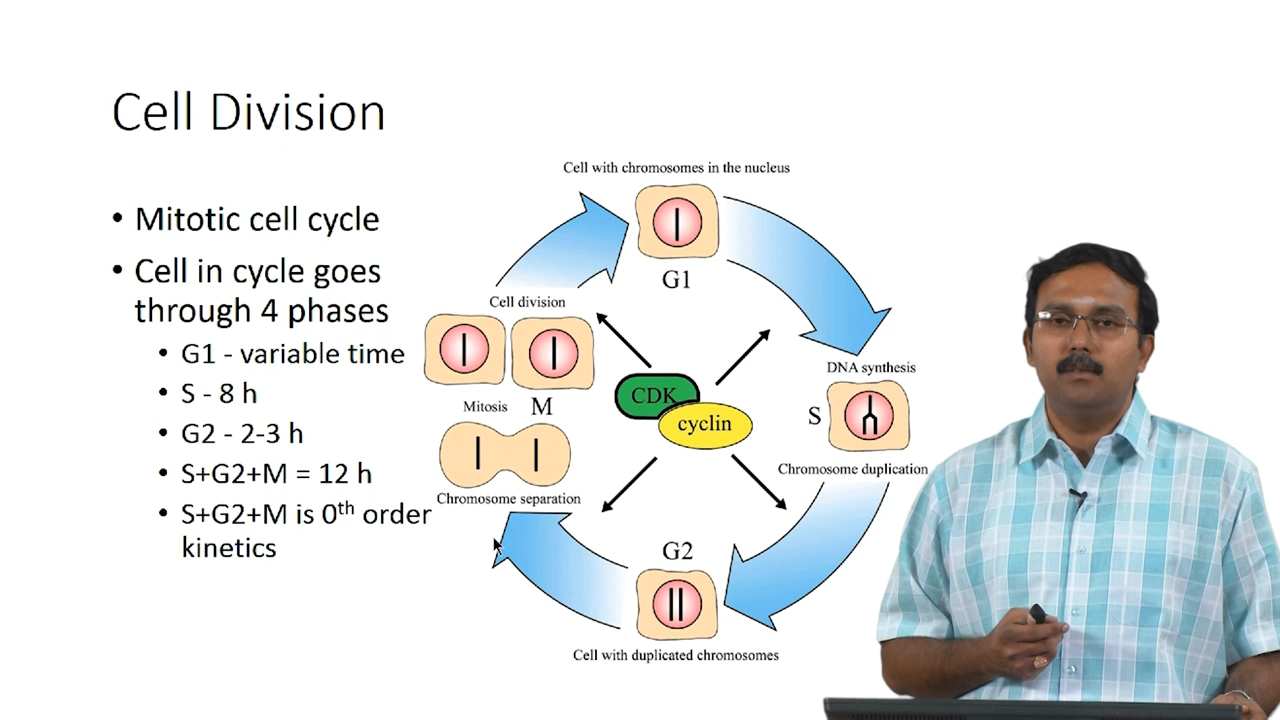 Cell Division
• Mitotic cell cycle
• Cell in cycle goes
through 4 phases
• G1 - variable time
• S - 8 h
• G2 - 2-3 h
• S+G2+M = 12 h
• S+G2+M is 0th order
kinetics
Cell with chromosomes in the nucleus
G1
Cell division
DNA synthesis
CDK
cyclin
S
Mitosis M
Chromosome duplication
Chromosome separation
G2
Cell with duplicated chromosomes